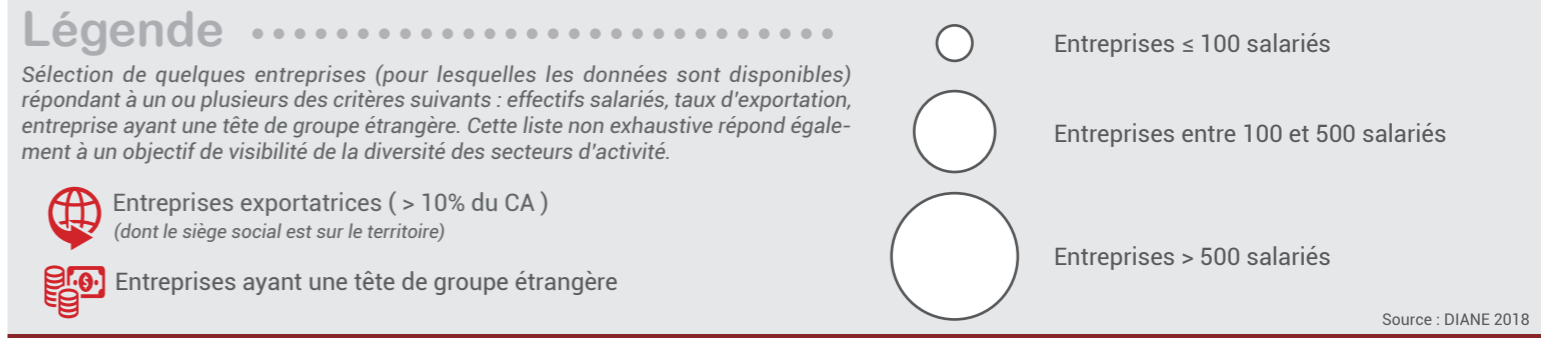 Légende
Sélection de quelques entreprises (pour lesquelles les données sont disponibles)
répondant à un ou plusieurs des critères suivants : effectifs salariés, taux d'exportation,
entreprise ayant une tête de groupe étrangère. Cette liste non exhaustive répond égale-
ment à un objectif de visibilité de la diversité des secteurs d'activité.
Entreprises exportatrices ( > 10% du CA )
(dont le siège social est sur le territoire)
Entreprises ayant une tête de groupe étrangère
Entreprises ≤ 100 salariés
Entreprises entre 100 et 500 salariés
Entreprises > 500 salariés
Source : DIANE 2018